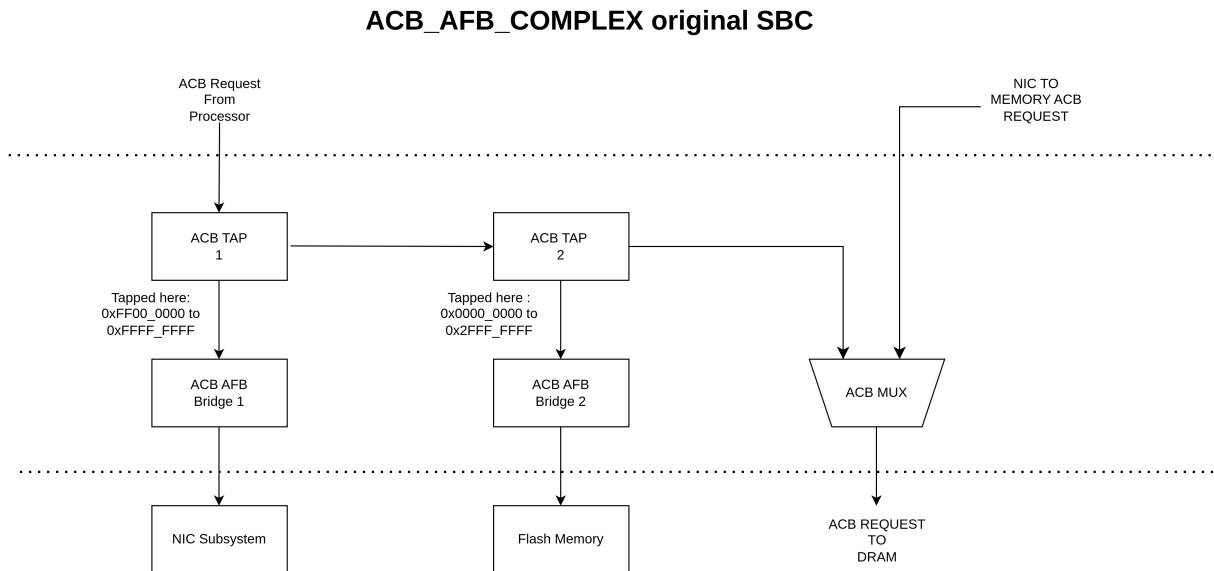 ACB_AFB_COMPLEX original SBC
ACB Request
From
Processor
NIC TO
MEMORY ACB
REQUEST
ACB TAP
1
ACB TAP
2
Tapped here:
0xFF00_0000 to
0xFFFF_FFFF
Tapped here :
0x0000_0000 to
0x2FFF_FFFF
ACB AFB
Bridge 1
ACB AFB
Bridge 2
ACB MUX
NIC Subsystem
Flash Memory
ACB REQUEST
TO
DRAM